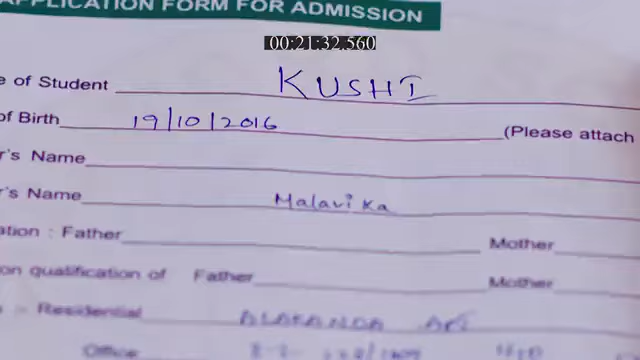 APPLICATION FORM FOR ADMISSION
00:21:32.560
e of Student KUSHI
of Birth 19/10/2016 (Please attach
r's Name
r's Name Malavika
ation : Father Mother
on qualification of Father Mother
:- Residential
Office